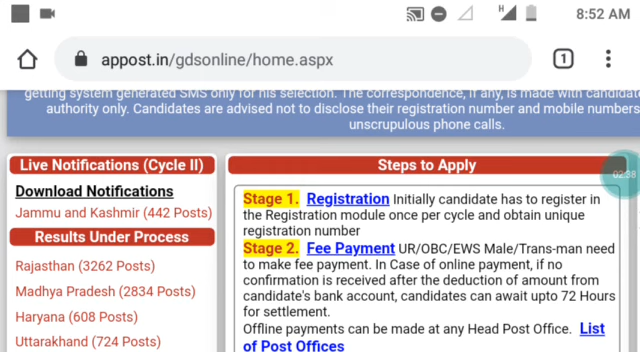 H
8:52 AM
appost.in/gdsonline/home.aspx
1
getting system generated SMS only for his selection. The correspondence, if any, is made with candidate
authority only. Candidates are advised not to disclose their registration number and mobile numbers
unscrupulous phone calls.
02:38
Live Notifications (Cycle II)
Download Notifications
Jammu and Kashmir (442 Posts)
Results Under Process
Rajasthan (3262 Posts)
Madhya Pradesh (2834 Posts)
Haryana (608 Posts)
Uttarakhand (724 Posts)
Steps to Apply
Stage 1. Registration Initially candidate has to register in
the Registration module once per cycle and obtain unique
registration number
Stage 2. Fee Payment UR/OBC/EWS Male/Trans-man need
to make fee payment. In Case of online payment, if no
confirmation is received after the deduction of amount from
candidate's bank account, candidates can await upto 72 Hours
for settlement.
Offline payments can be made at any Head Post Office. List
of Post Offices